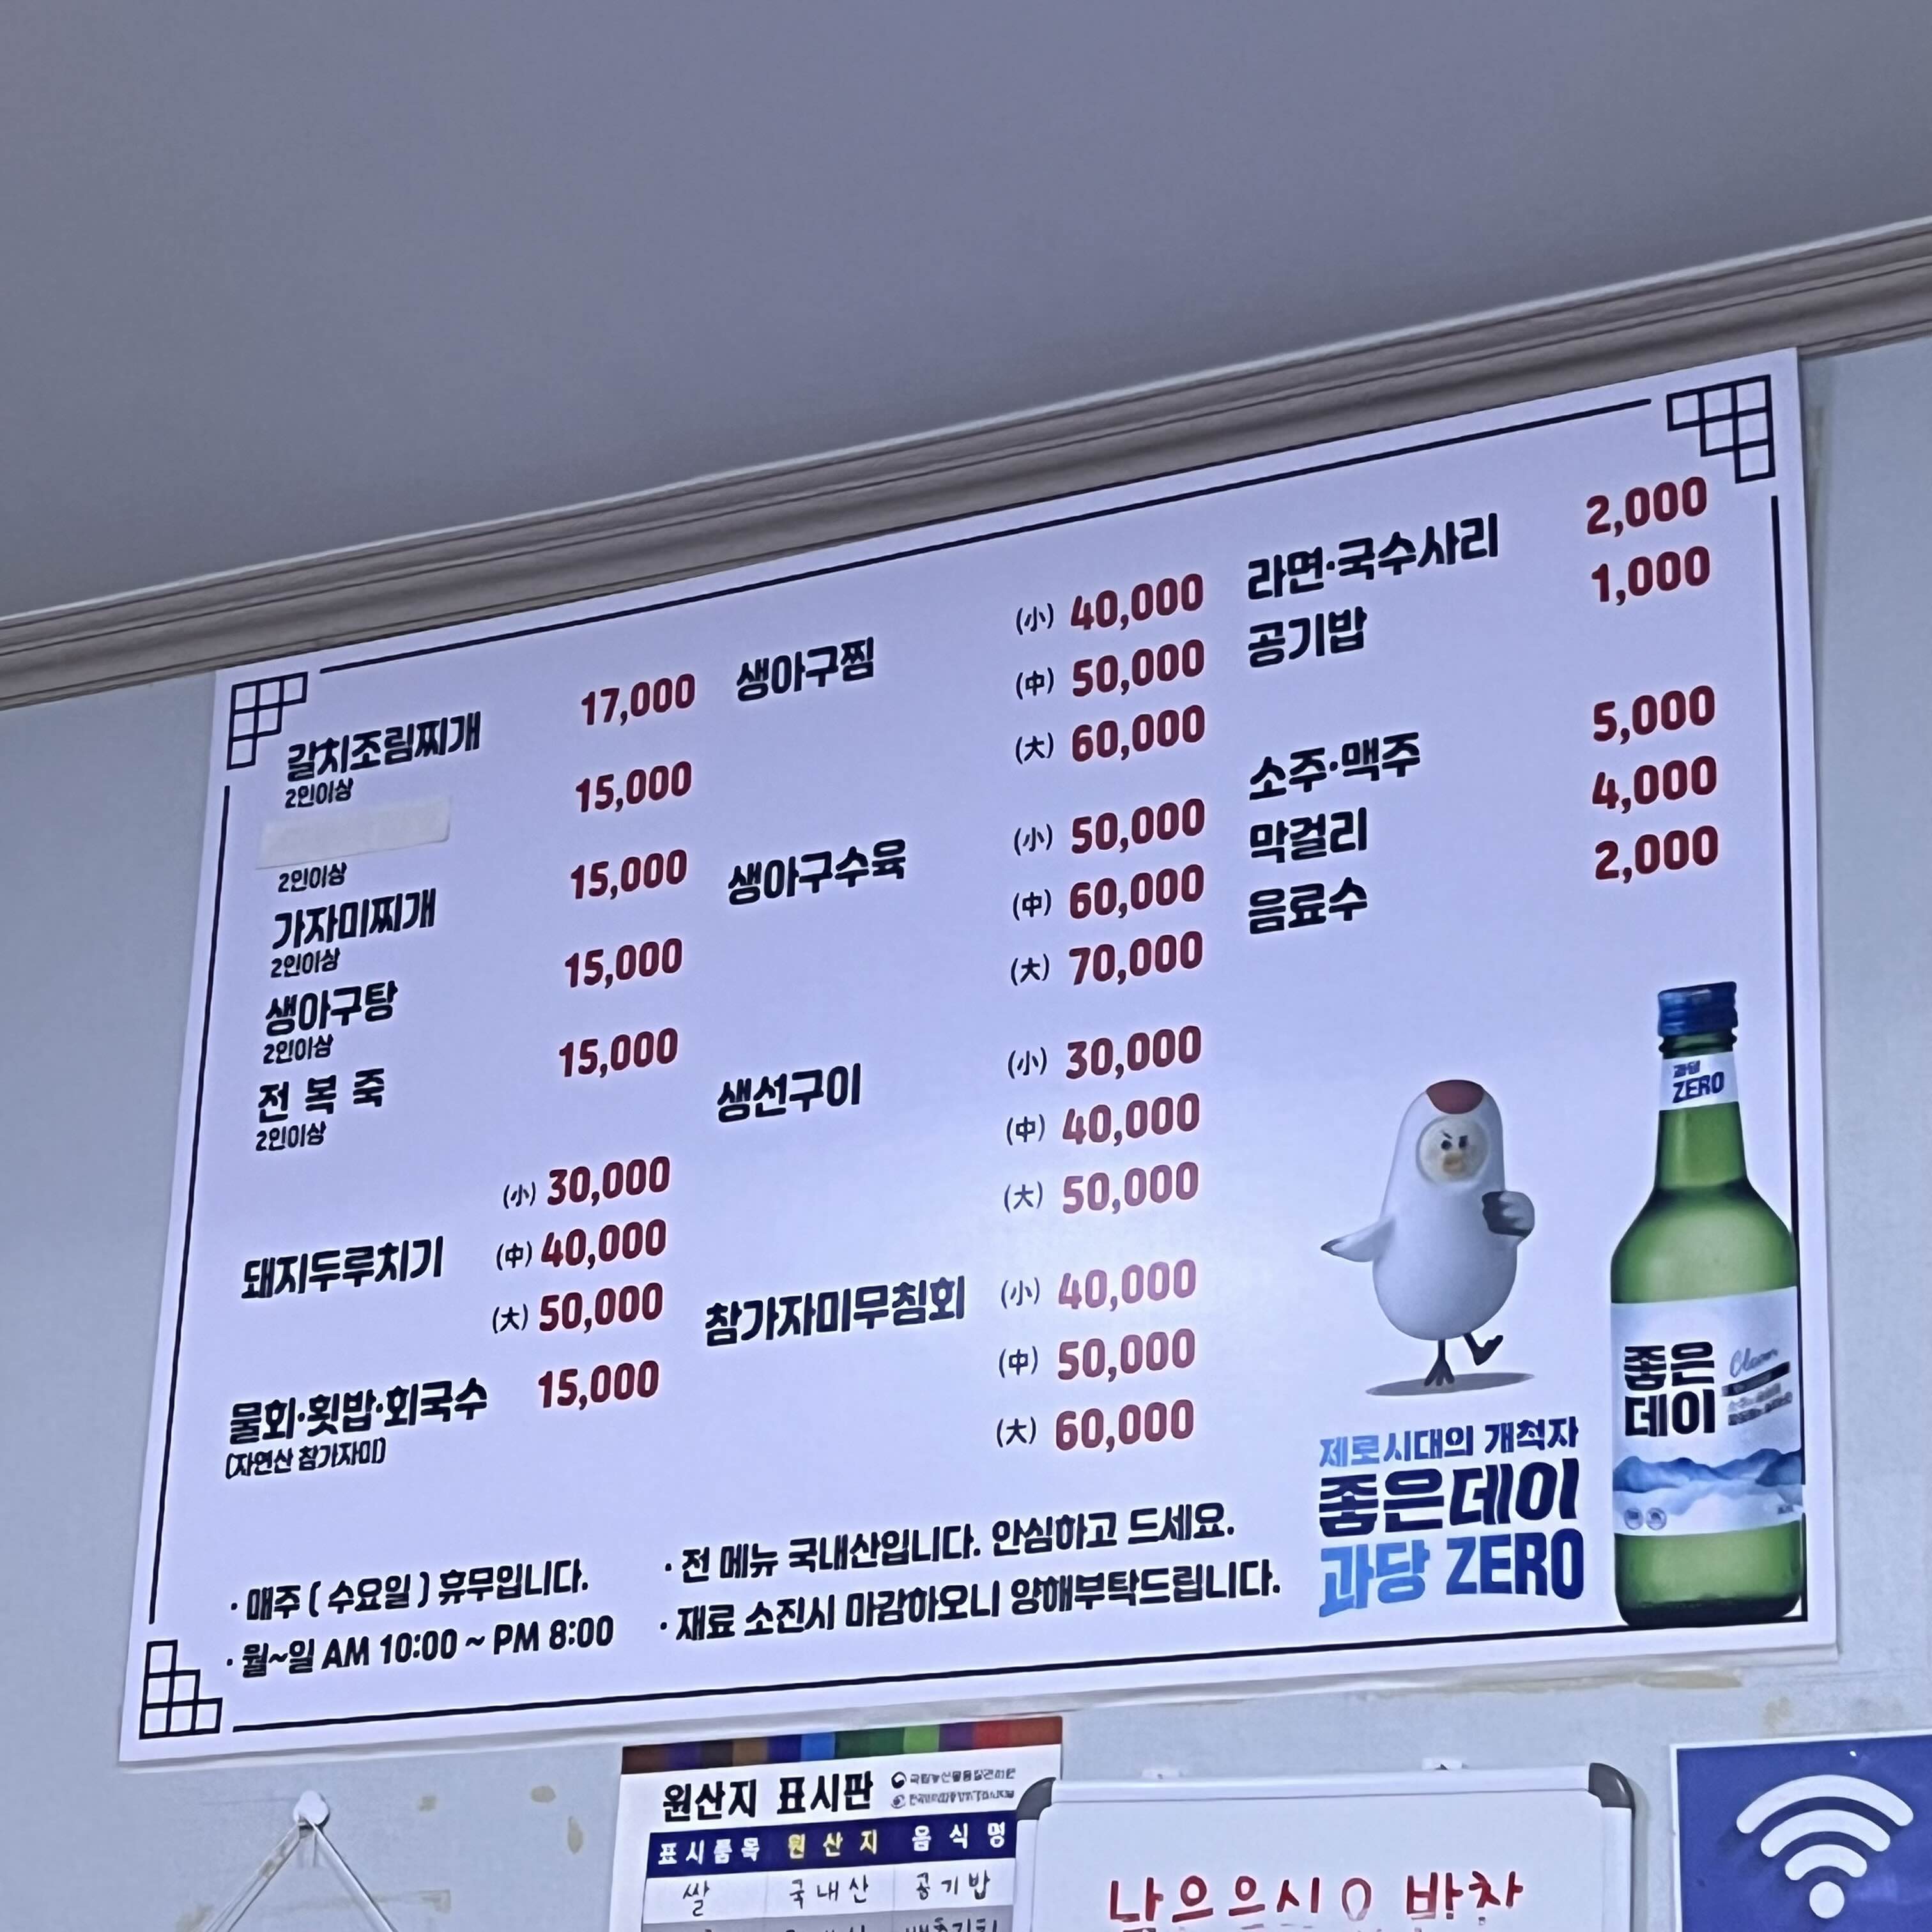 갈치조림찌개 17,000
2인이상
15,000
2인이상
가자미찌개 15,000
2인이상
생아구탕 15,000
2인이상
전복죽 15,000
2인이상
돼지두루치기
(小) 30,000
(中) 40,000
(大) 50,000
물회·횟밥·회국수 15,000
(자연산 참가자미)
생아구찜
(小) 40,000
(中) 50,000
(大) 60,000
생아구수육
(小) 50,000
(中) 60,000
(大) 70,000
생선구이
(小) 30,000
(中) 40,000
(大) 50,000
참가자미무침회
(小) 40,000
(中) 50,000
(大) 60,000
라면·국수사리 2,000
공기밥 1,000
소주·맥주 5,000
막걸리 4,000
음료수 2,000
과당
ZERO
좋은
데이
Clean
제로시대의 개척자
좋은데이
과당 ZERO
· 매주 ( 수요일 ) 휴무입니다.
· 월~일 AM 10:00 ~ PM 8:00
· 전 메뉴 국내산입니다. 안심하고 드세요.
· 재료 소진시 마감하오니 양해부탁드립니다.
원산지 표시판
표시품목 원산지 음식명
쌀 국내산 공기밥